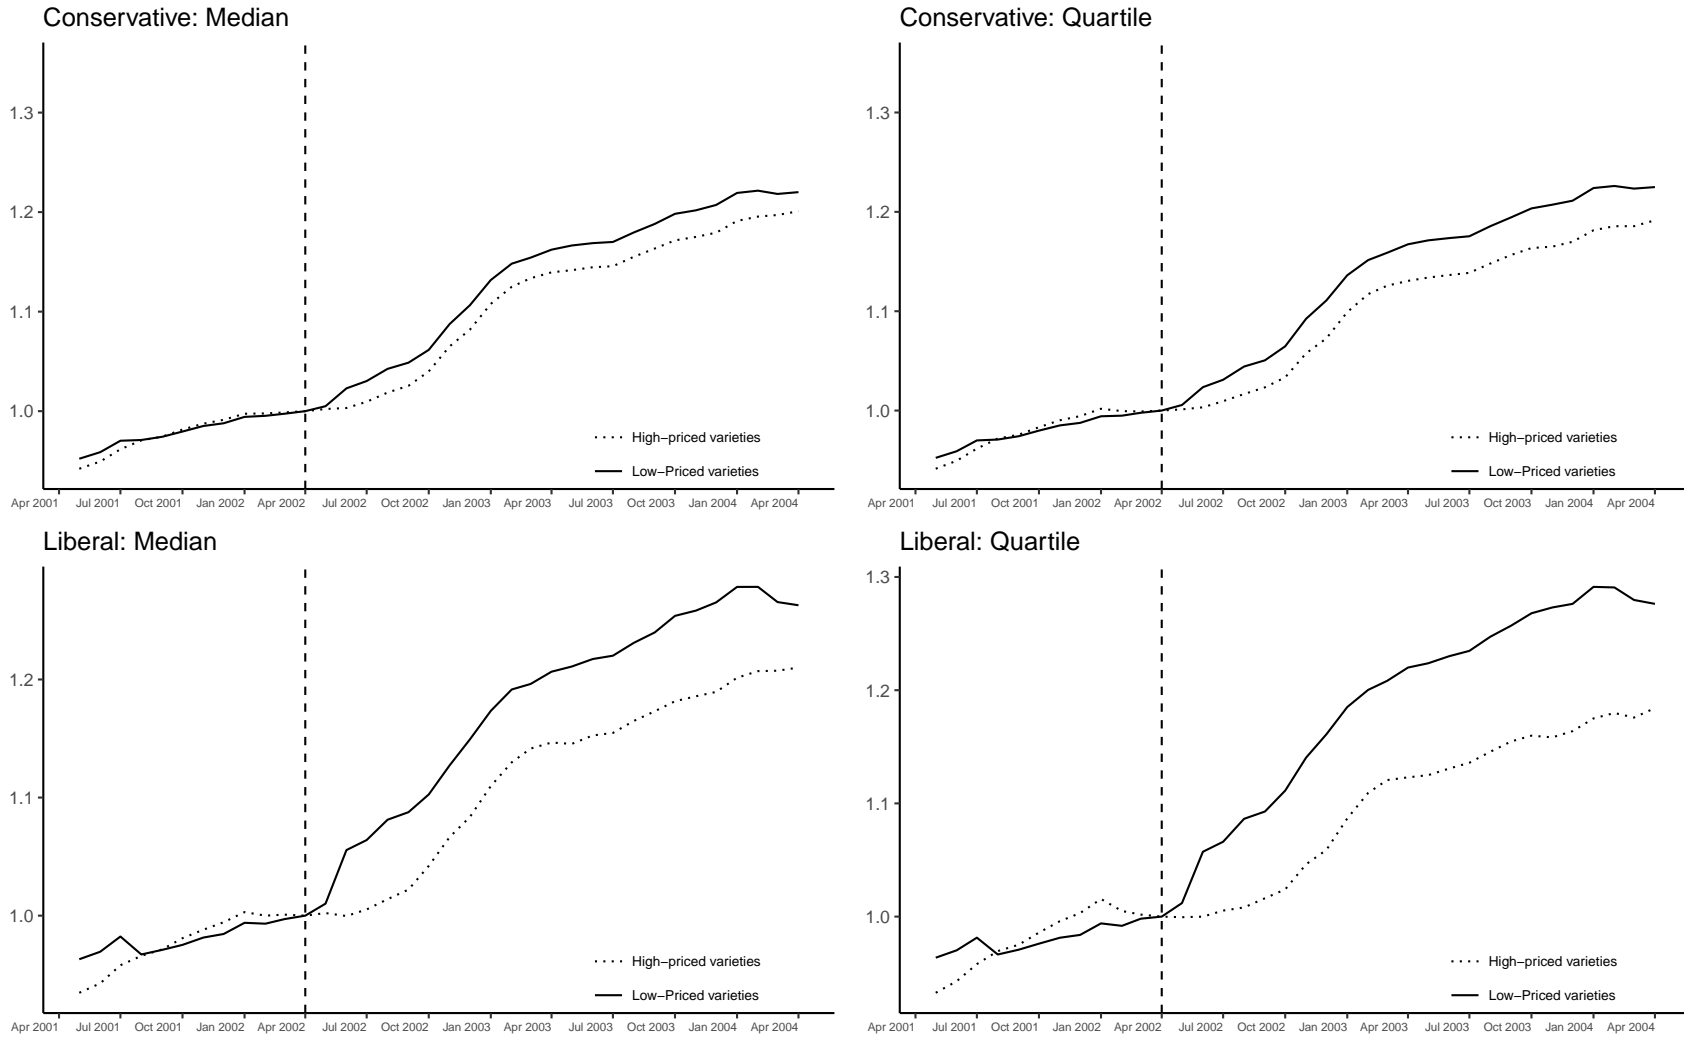 Conservative: Median
1.3
1.2
1.1
1.0
High−priced varieties
Low−Priced varieties
Apr 2001 Jul 2001 Oct 2001 Jan 2002 Apr 2002 Jul 2002 Oct 2002 Jan 2003 Apr 2003 Jul 2003 Oct 2003 Jan 2004 Apr 2004
Conservative: Quartile
1.3
1.2
1.1
1.0
High−priced varieties
Low−Priced varieties
Apr 2001 Jul 2001 Oct 2001 Jan 2002 Apr 2002 Jul 2002 Oct 2002 Jan 2003 Apr 2003 Jul 2003 Oct 2003 Jan 2004 Apr 2004
Liberal: Median
1.2
1.1
1.0
High−priced varieties
Low−Priced varieties
Apr 2001 Jul 2001 Oct 2001 Jan 2002 Apr 2002 Jul 2002 Oct 2002 Jan 2003 Apr 2003 Jul 2003 Oct 2003 Jan 2004 Apr 2004
Liberal: Quartile
1.3
1.2
1.1
1.0
High−priced varieties
Low−Priced varieties
Apr 2001 Jul 2001 Oct 2001 Jan 2002 Apr 2002 Jul 2002 Oct 2002 Jan 2003 Apr 2003 Jul 2003 Oct 2003 Jan 2004 Apr 2004